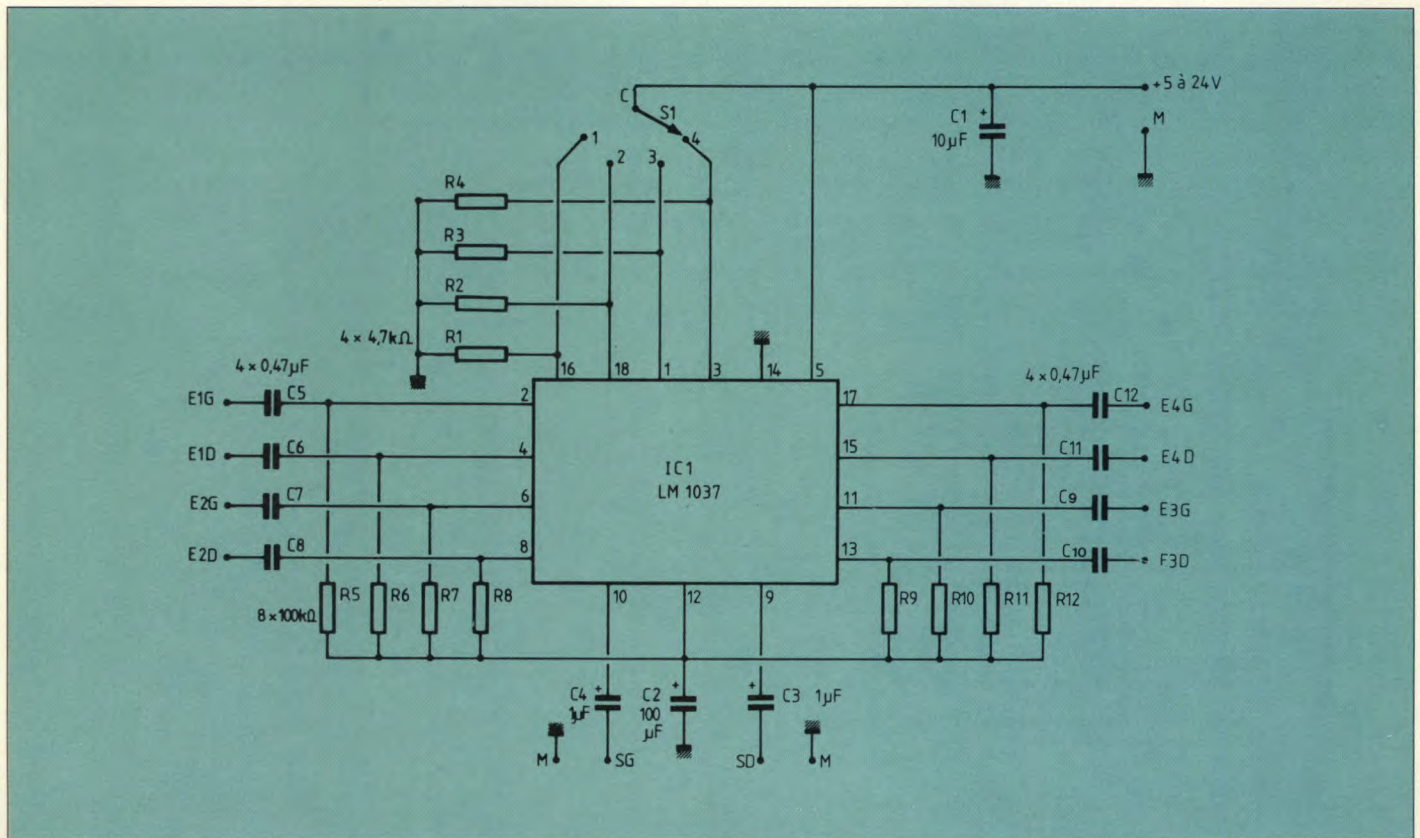 +5 à 24V
C
S1
C1
+
10µF
M
1
4
2
3
R4
R3
R2
4 × 4,7kΩ
R1
16
18
1
3
14
5
4 × 0,47µF
4 × 0,47µF
E1G
C5
2
17
C12
E4G
E1D
C6
4
15
C11
E4D
IC1
LM 1037
E2G
C7
6
11
C9
E3G
E2D
C8
8
13
C10
F3D
10
12
9
8 × 100kΩ
R5
R6
R7
R8
R9
R10
R11
R12
C4
+
1µF
C2
+
100
µF
+
C3
1µF
M
SG
SD
M